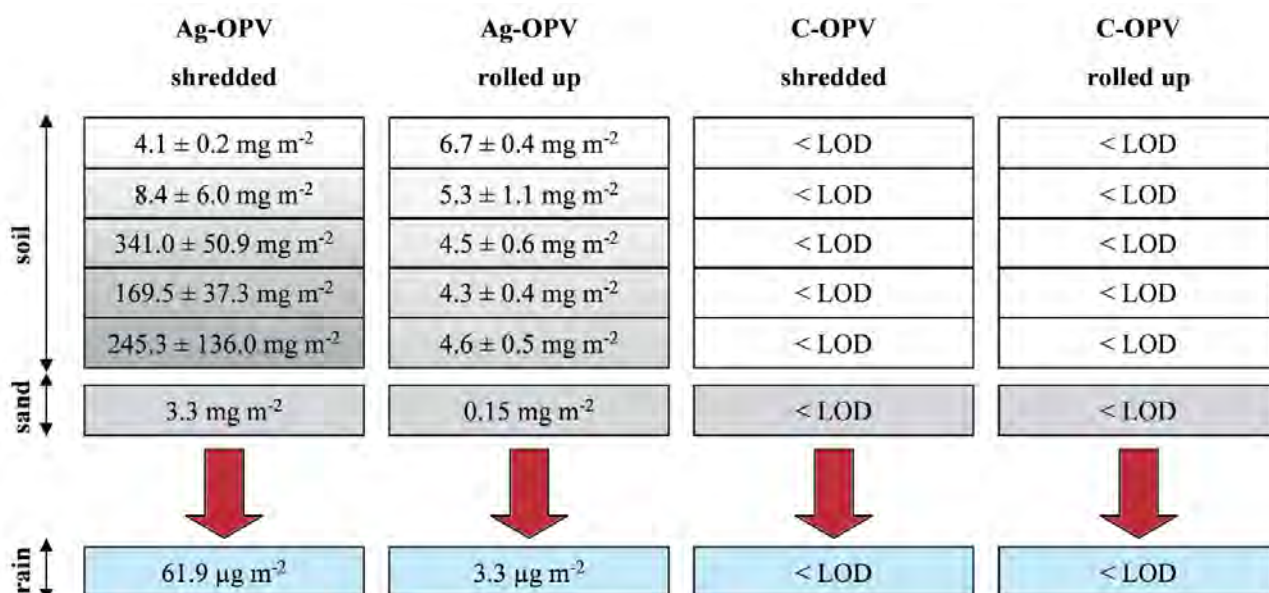 Ag-OPV Ag-OPV C-OPV C-OPV
shredded rolled up shredded rolled up
soil
4.1 ± 0.2 mg m⁻² 6.7 ± 0.4 mg m⁻² < LOD < LOD
8.4 ± 6.0 mg m⁻² 5.3 ± 1.1 mg m⁻² < LOD < LOD
341.0 ± 50.9 mg m⁻² 4.5 ± 0.6 mg m⁻² < LOD < LOD
169.5 ± 37.3 mg m⁻² 4.3 ± 0.4 mg m⁻² < LOD < LOD
245.3 ± 136.0 mg m⁻² 4.6 ± 0.5 mg m⁻² < LOD < LOD
sand
3.3 mg m⁻² 0.15 mg m⁻² < LOD < LOD
rain
61.9 µg m⁻² 3.3 µg m⁻² < LOD < LOD